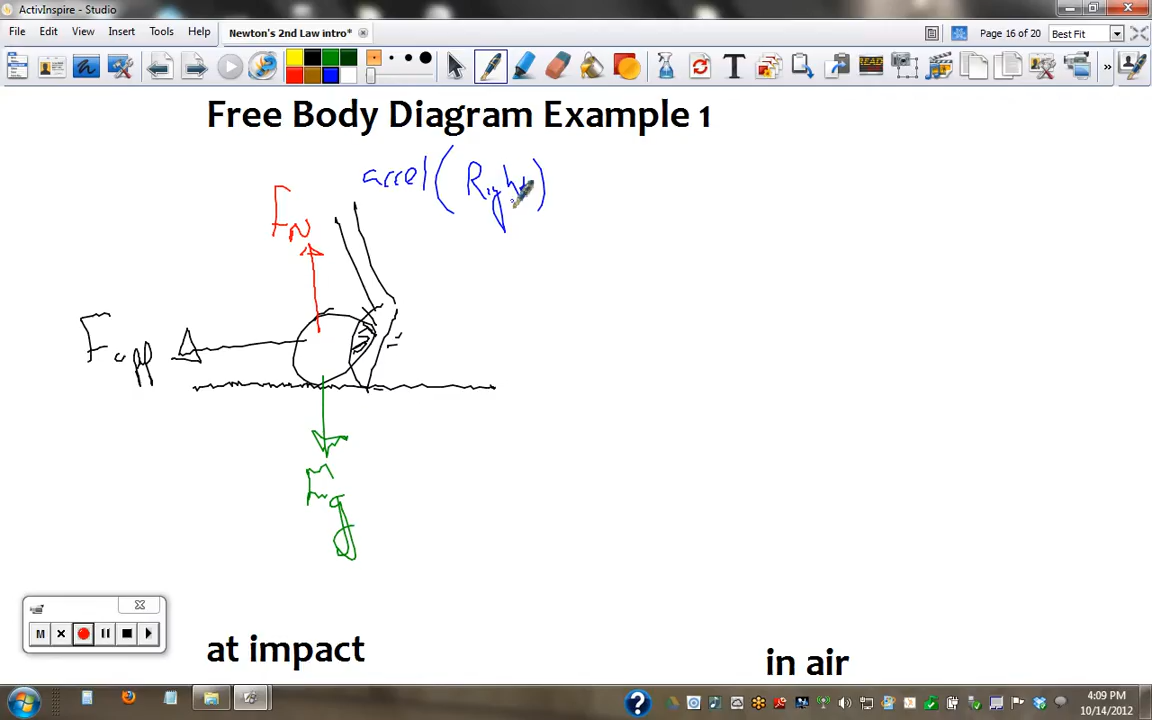 ActivInspire - Studio
File Edit View Insert Tools Help
Newton's 2nd Law intro*
Page 16 of 20
Best Fit
READ
T
»
Free Body Diagram Example 1
accel (Right)
FN
Fapp
Fg
M
at impact
in air
?
4:09 PM
10/14/2012